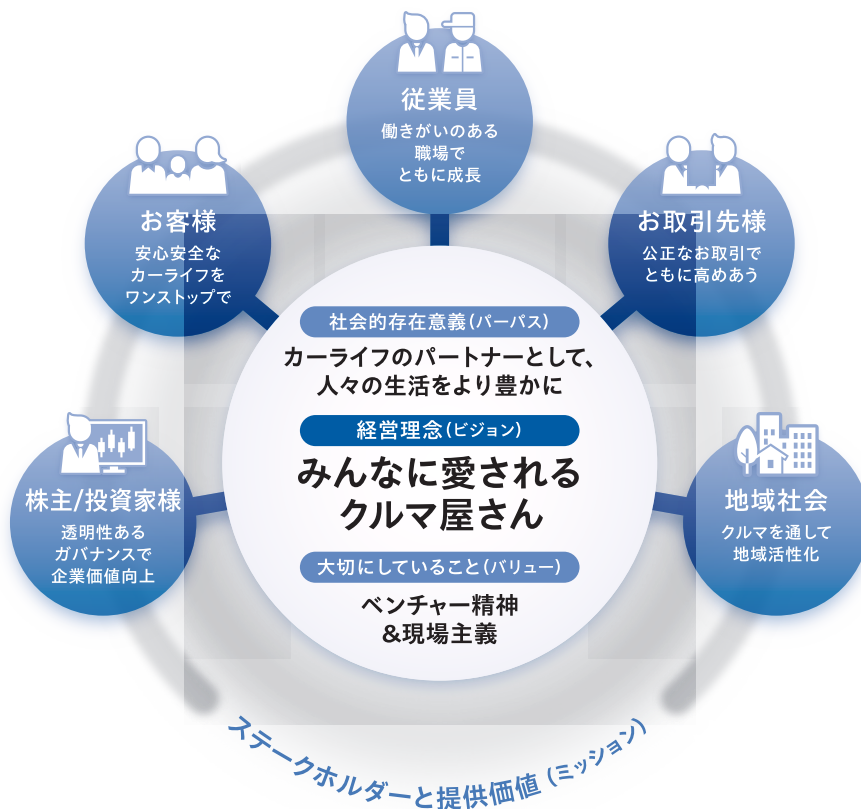 従業員
働きがいのある
職場で
ともに成長
お客様
安心安全な
カーライフを
ワンストップで
お取引先様
公正なお取引で
ともに高めあう
社会的存在意義(パーパス)
カーライフのパートナーとして、
人々の生活をより豊かに
経営理念(ビジョン)
みんなに愛される
クルマ屋さん
大切にしていること(バリュー)
ベンチャー精神
&現場主義
株主/投資家様
透明性ある
ガバナンスで
企業価値向上
地域社会
クルマを通して
地域活性化
ステークホルダーと提供価値(ミッション)